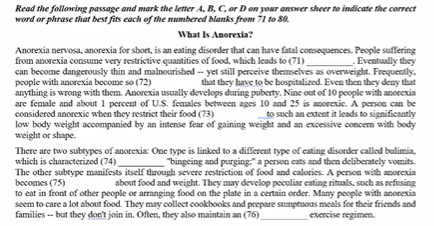 Read the following passage and mark the letter A, B, C, or D on your answer sheer to indicate the correct
word or phrase that best fits each of the numbered blanks from 71 to 80.
What Is Anorexia?
Anorexia nervosa, anorexia for short, is an eating disorder that can have fatal consequences. People suffering
from anorexia consume very restrictive quantities of food, which leads to (71) __________. Eventually they
can become dangerously thin and malnourished -- yet still perceive themselves as overweight. Frequently,
people with anorexia become so (72) __________ that they have to be hospitalized. Even then they deny that
anything is wrong with them. Anorexia usually develops during puberty. Nine out of 10 people with anorexia
are female and about 1 percent of U.S. females between ages 10 and 25 is anorexic. A person can be
considered anorexic when they restrict their food (73) __________ to such an extent it leads to significantly
low body weight accompanied by an intense fear of gaining weight and an excessive concern with body
weight or shape.
There are two subtypes of anorexia: One type is linked to a different type of eating disorder called bulimia,
which is characterized (74) __________ "bingeing and purging;" a person eats and then deliberately vomits.
The other subtype manifests itself through severe restriction of food and calories. A person with anorexia
becomes (75) __________ about food and weight. They may develop peculiar eating rituals, such as refusing
to eat in front of other people or arranging food on the plate in a certain order. Many people with anorexia
seem to care a lot about food. They may collect cookbooks and prepare sumptuous meals for their friends and
families -- but they don't join in. Often, they also maintain an (76) __________ exercise regimen.